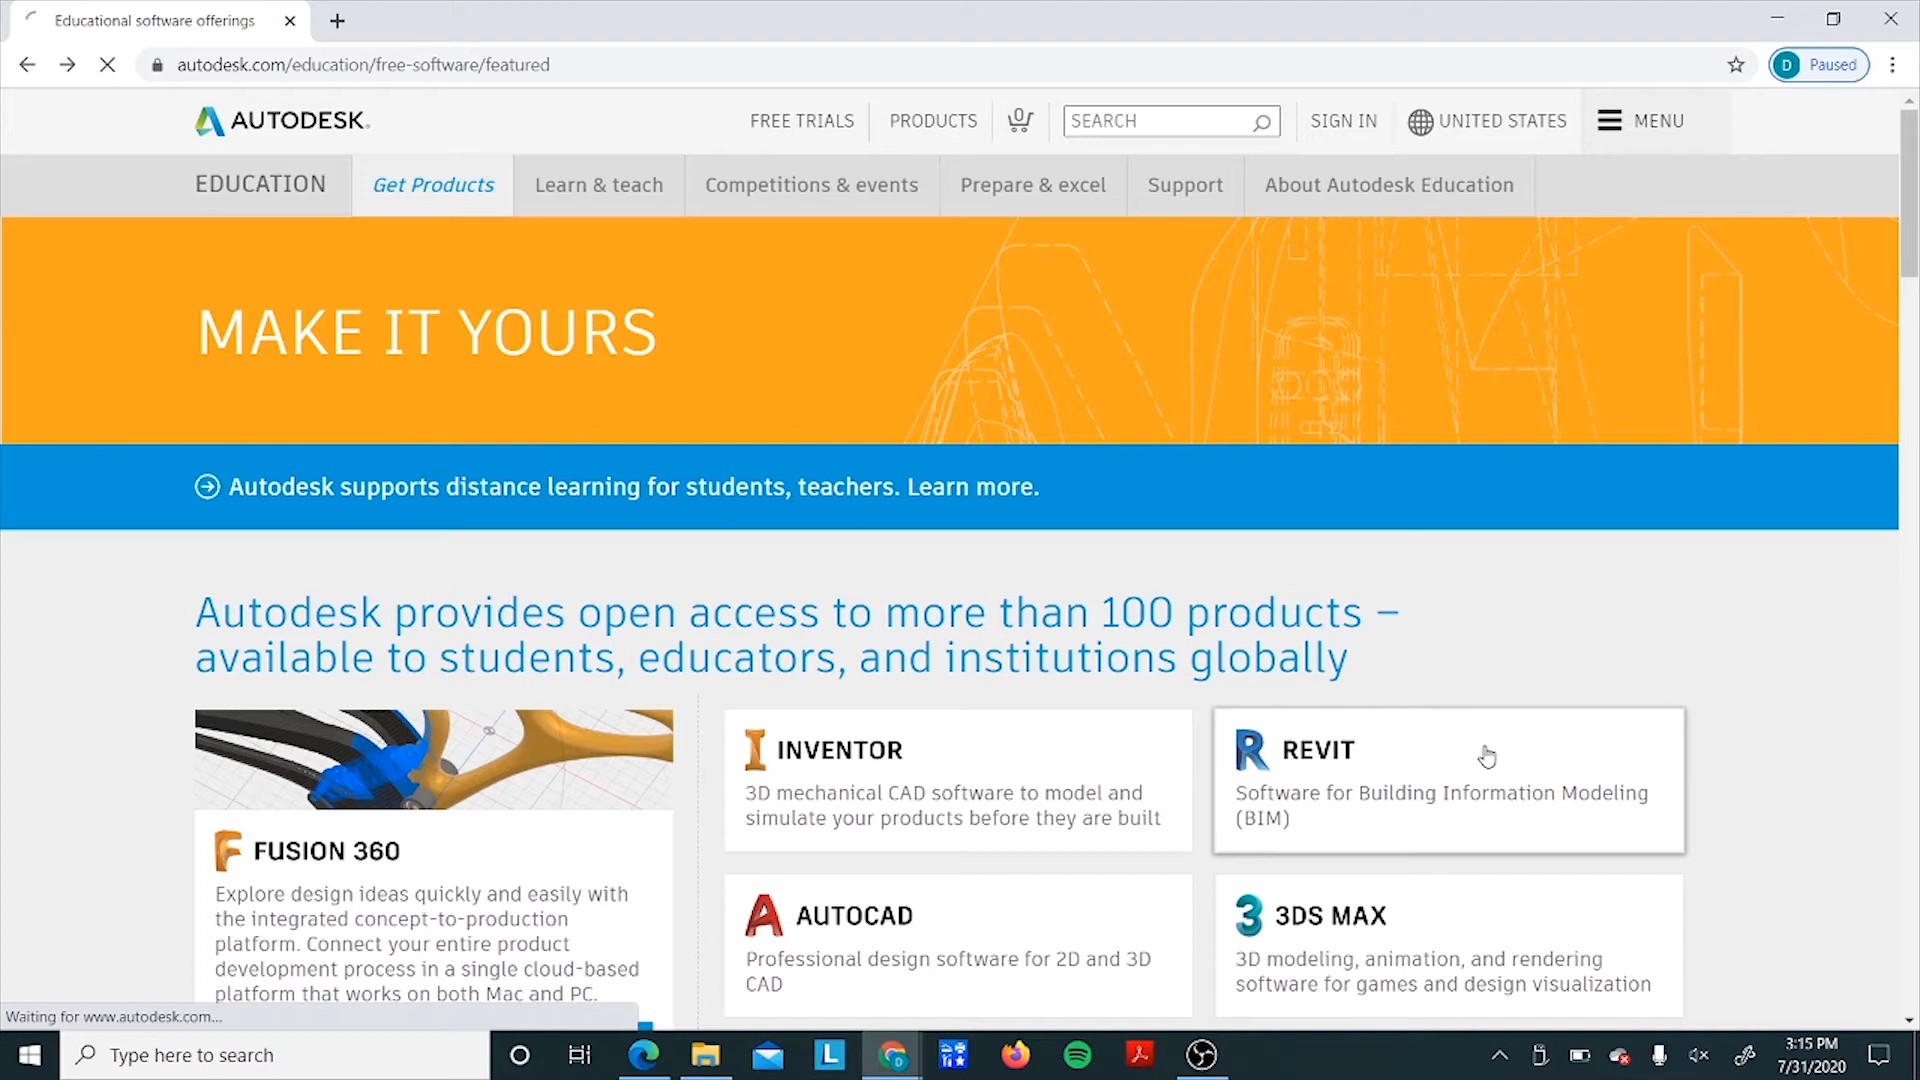 Educational software offerings
autodesk.com/education/free-software/featured
D Paused
AUTODESK.
FREE TRIALS
PRODUCTS
0
SEARCH
SIGN IN
UNITED STATES
MENU
EDUCATION
Get Products
Learn & teach
Competitions & events
Prepare & excel
Support
About Autodesk Education
MAKE IT YOURS
Autodesk supports distance learning for students, teachers. Learn more.
Autodesk provides open access to more than 100 products –
available to students, educators, and institutions globally
F FUSION 360
Explore design ideas quickly and easily with
the integrated concept-to-production
platform. Connect your entire product
development process in a single cloud-based
platform that works on both Mac and PC.
I INVENTOR
3D mechanical CAD software to model and
simulate your products before they are built
R REVIT
Software for Building Information Modeling
(BIM)
A AUTOCAD
Professional design software for 2D and 3D
CAD
3 3DS MAX
3D modeling, animation, and rendering
software for games and design visualization
Waiting for www.autodesk.com...
Type here to search
L
D
3:15 PM
7/31/2020